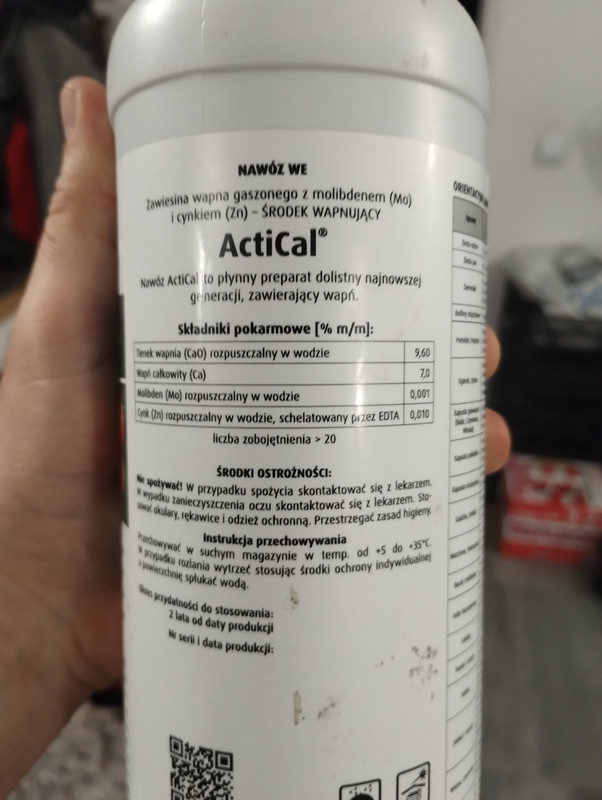 NAWÓZ WE
Zawiesina wapna gaszonego z molibdenem (Mo)
i cynkiem (Zn) – ŚRODEK WAPNUJĄCY
ActiCal®
Nawóz ActiCal to płynny preparat dolistny najnowszej
generacji, zawierający wapń.
Składniki pokarmowe [% m/m]:
Tlenek wapnia (CaO) rozpuszczalny w wodzie 9,60
Wapń całkowity (Ca) 7,0
Molibden (Mo) rozpuszczalny w wodzie 0,001
Cynk (Zn) rozpuszczalny w wodzie, schelatowany przez EDTA 0,010
liczba zobojętnienia > 20
ŚRODKI OSTROŻNOŚCI:
Nie spożywać! W przypadku spożycia skontaktować się z lekarzem.
W wypadku zanieczyszczenia oczu skontaktować się z lekarzem. Sto-
sować okulary, rękawice i odzież ochronną. Przestrzegać zasad higieny.
Instrukcja przechowywania
Przechowywać w suchym magazynie w temp. od +5 do +35°C.
W przypadku rozlania wytrzeć stosując środki ochrony indywidualnej
i powierzchnię spłukać wodą.
Okres przydatności do stosowania:
2 lata od daty produkcji
Nr serii i data produkcji: